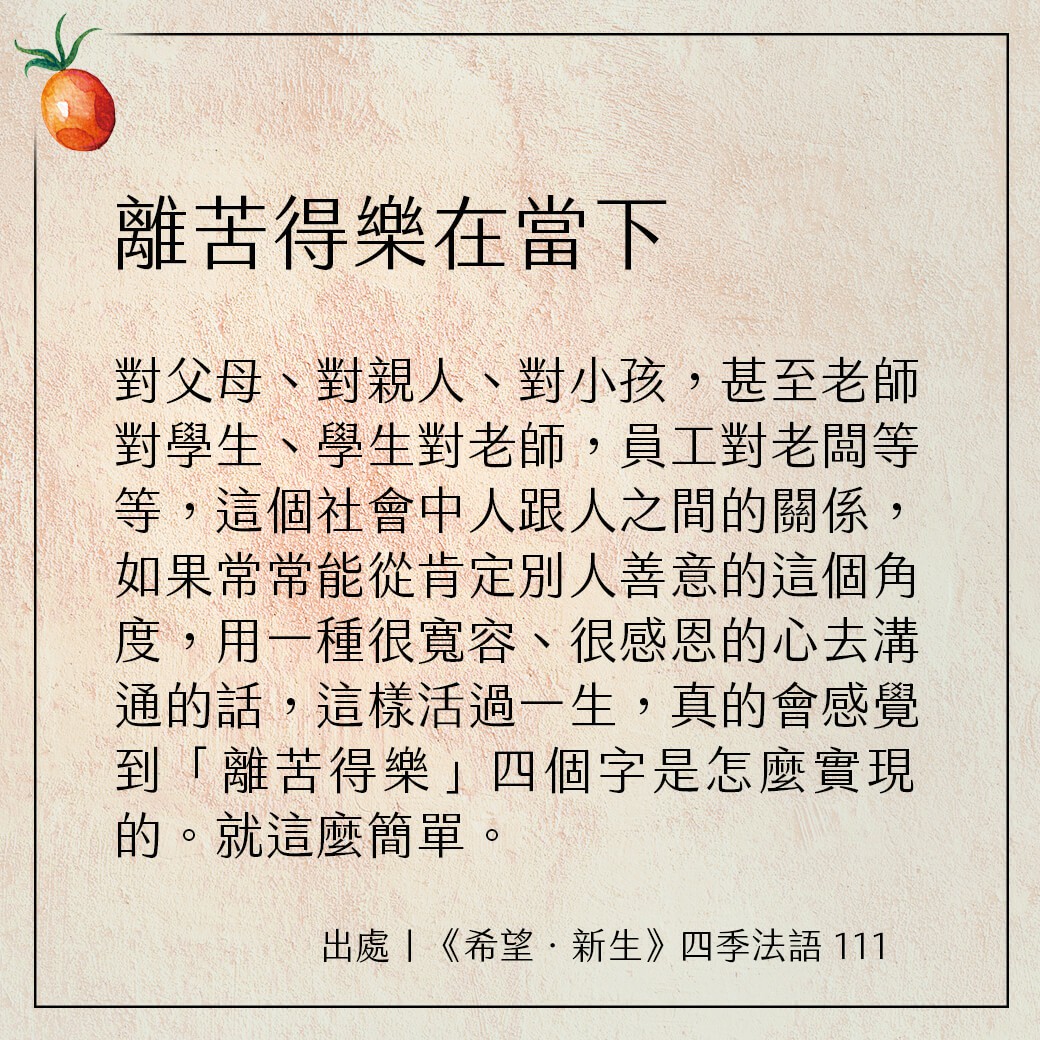 離苦得樂在當下
對父母、對親人、對小孩，甚至老師
對學生、學生對老師，員工對老闆等
等，這個社會中人跟人之間的關係，
如果常常能從肯定別人善意的這個角
度，用一種很寬容、很感恩的心去溝
通的話，這樣活過一生，真的會感覺
到「離苦得樂」四個字是怎麼實現
的。就這麼簡單。
出處｜《希望．新生》四季法語 111